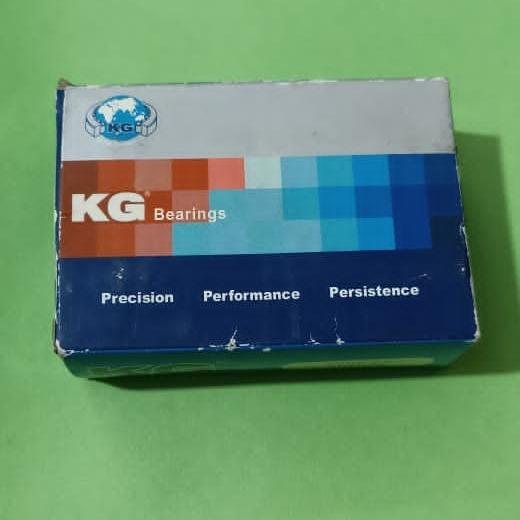 KG
KG® Bearings
Precision Performance Persistence